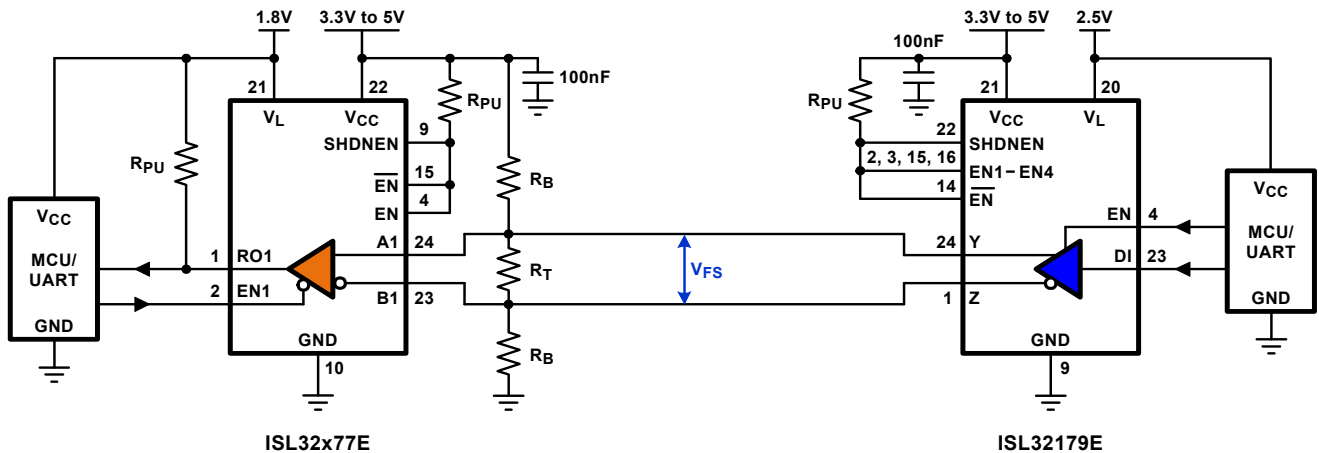 1.8V
3.3V to 5V
100nF
21
22
VL
VCC
RPU
RPU
9
SHDNEN
15
EN
4
EN
RB
VCC
MCU/
UART
GND
1
RO1
2
EN1
A1
24
B1
23
RT
RB
GND
10
VFS
ISL32x77E
3.3V to 5V
2.5V
100nF
21
20
VCC
VL
RPU
22
SHDNEN
2, 3, 15, 16
EN1–EN4
14
EN
EN
4
24
Y
DI
23
1
Z
GND
9
VCC
MCU/
UART
GND
ISL32179E